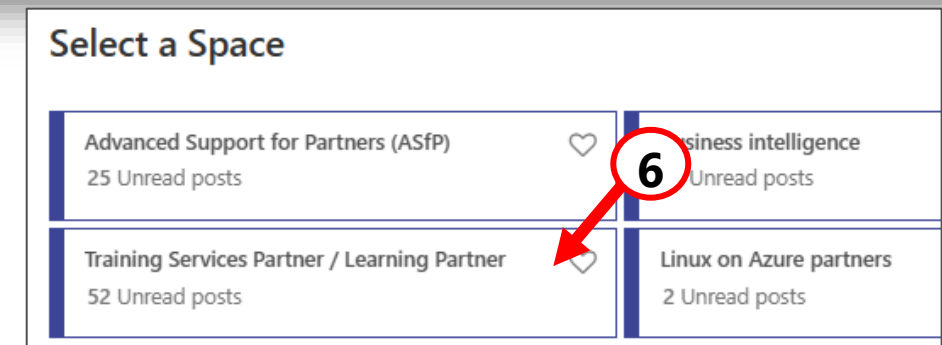 Select a Space
Advanced Support for Partners (ASfP)
25 Unread posts
siness intelligence
Unread posts
6
Training Services Partner / Learning Partner
52 Unread posts
Linux on Azure partners
2 Unread posts